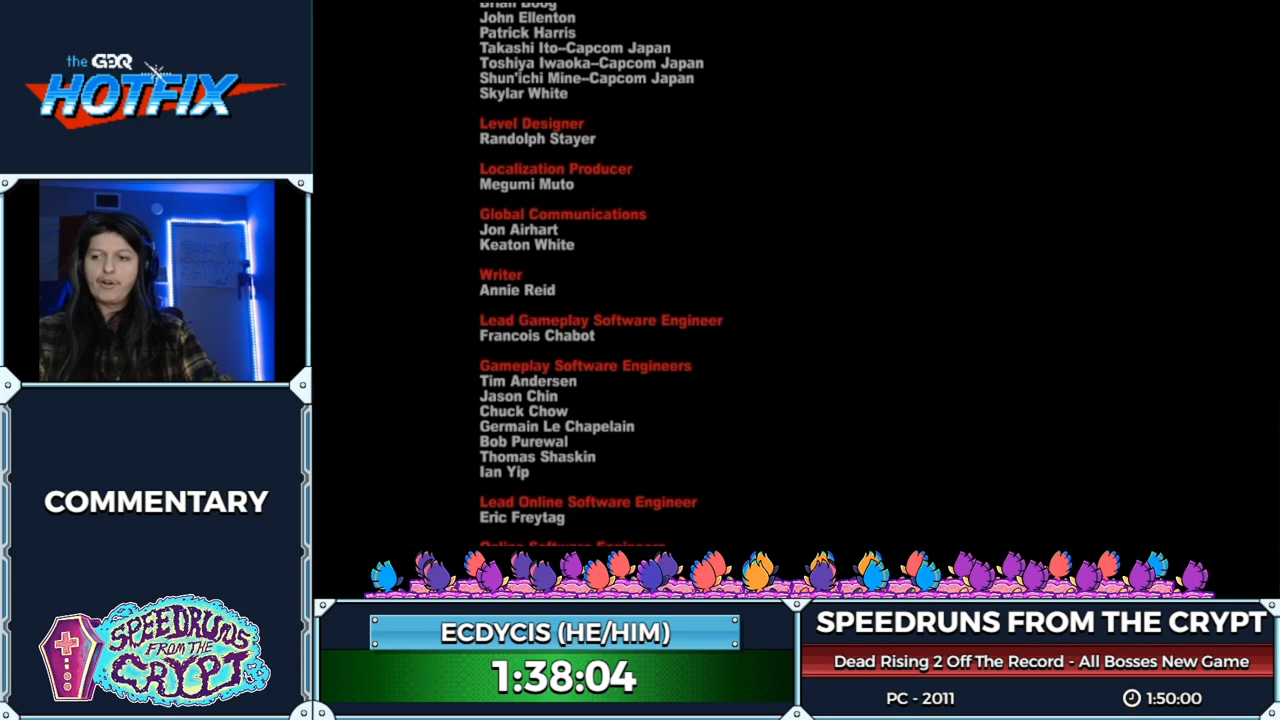 the GDQ
HOTFIX
Brian Boog
John Ellenton
Patrick Harris
Takashi Ito–Capcom Japan
Toshiya Iwaoka–Capcom Japan
Shun'ichi Mine–Capcom Japan
Skylar White
Level Designer
Randolph Stayer
Localization Producer
Megumi Muto
Global Communications
Jon Airhart
Keaton White
Writer
Annie Reid
Lead Gameplay Software Engineer
Francois Chabot
Gameplay Software Engineers
Tim Andersen
Jason Chin
Chuck Chow
Germain Le Chapelain
Bob Purewal
Thomas Shaskin
Ian Yip
Lead Online Software Engineer
Eric Freytag
Online Software Engineers
COMMENTARY
SPEEDRUNS
FROM THE
CRYPT
ECDYCIS (HE/HIM)
1:38:04
SPEEDRUNS FROM THE CRYPT
Dead Rising 2 Off The Record - All Bosses New Game
PC - 2011
1:50:00